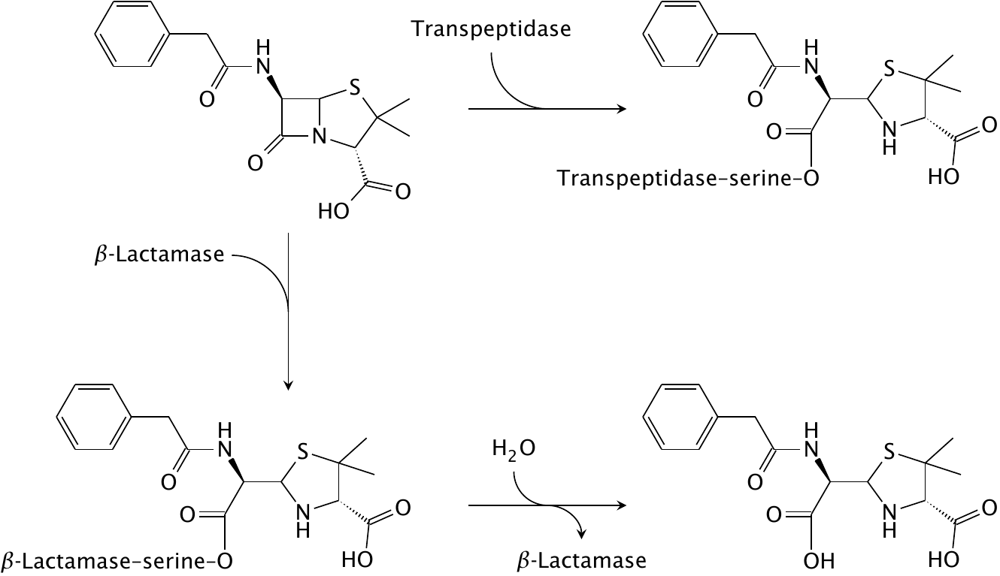 Transpeptidase
H
N
O
S
N
O
O
HO
H
N
O
S
N
H
O
O
HO
Transpeptidase–serine–O
β-Lactamase
H
N
O
S
N
H
O
O
HO
β-Lactamase–serine–O
H₂O
β-Lactamase
H
N
O
S
N
H
O
O
OH
HO